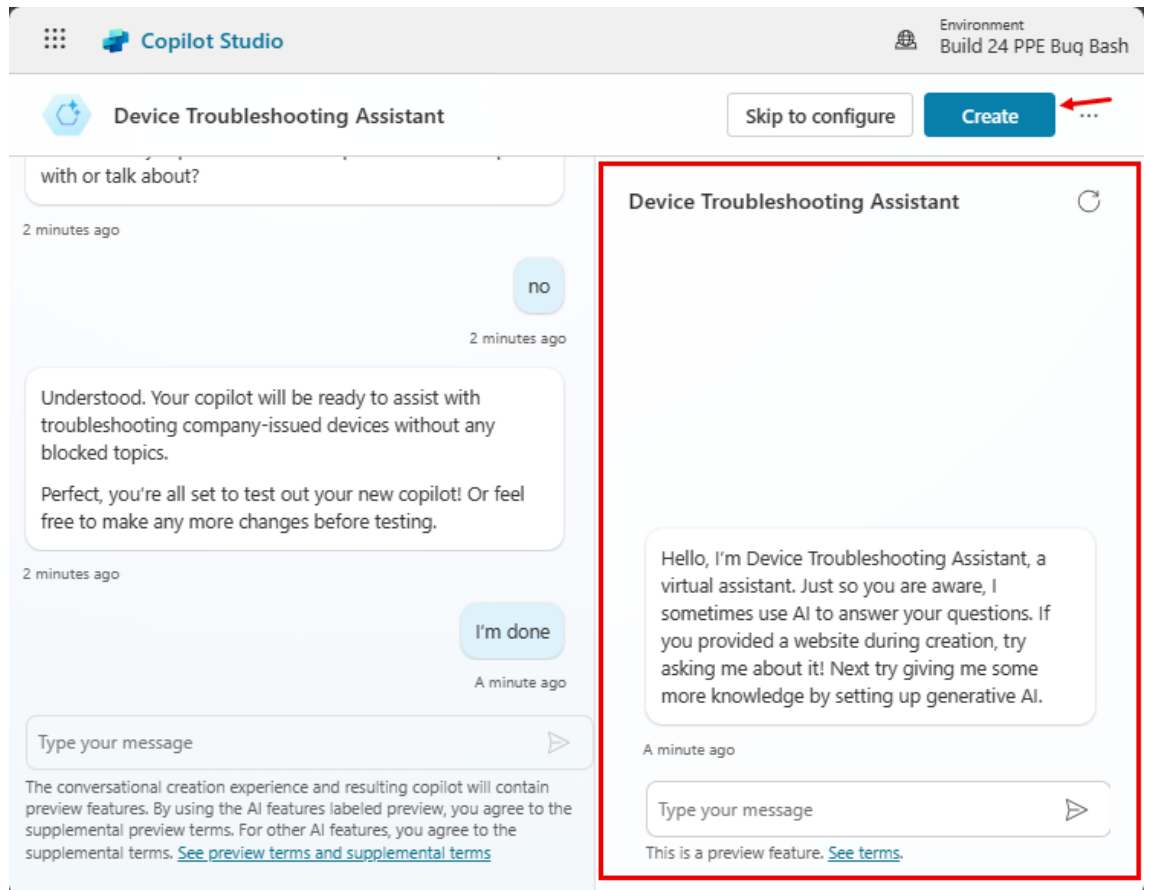 Copilot Studio
Environment
Build 24 PPE Bug Bash
Device Troubleshooting Assistant
Skip to configure
Create
with or talk about?
2 minutes ago
no
2 minutes ago
Understood. Your copilot will be ready to assist with
troubleshooting company-issued devices without any
blocked topics.
Perfect, you're all set to test out your new copilot! Or feel
free to make any more changes before testing.
2 minutes ago
I'm done
A minute ago
Type your message
The conversational creation experience and resulting copilot will contain
preview features. By using the AI features labeled preview, you agree to the
supplemental preview terms. For other AI features, you agree to the
supplemental terms. See preview terms and supplemental terms
Device Troubleshooting Assistant
Hello, I'm Device Troubleshooting Assistant, a
virtual assistant. Just so you are aware, I
sometimes use AI to answer your questions. If
you provided a website during creation, try
asking me about it! Next try giving me some
more knowledge by setting up generative AI.
A minute ago
Type your message
This is a preview feature. See terms.